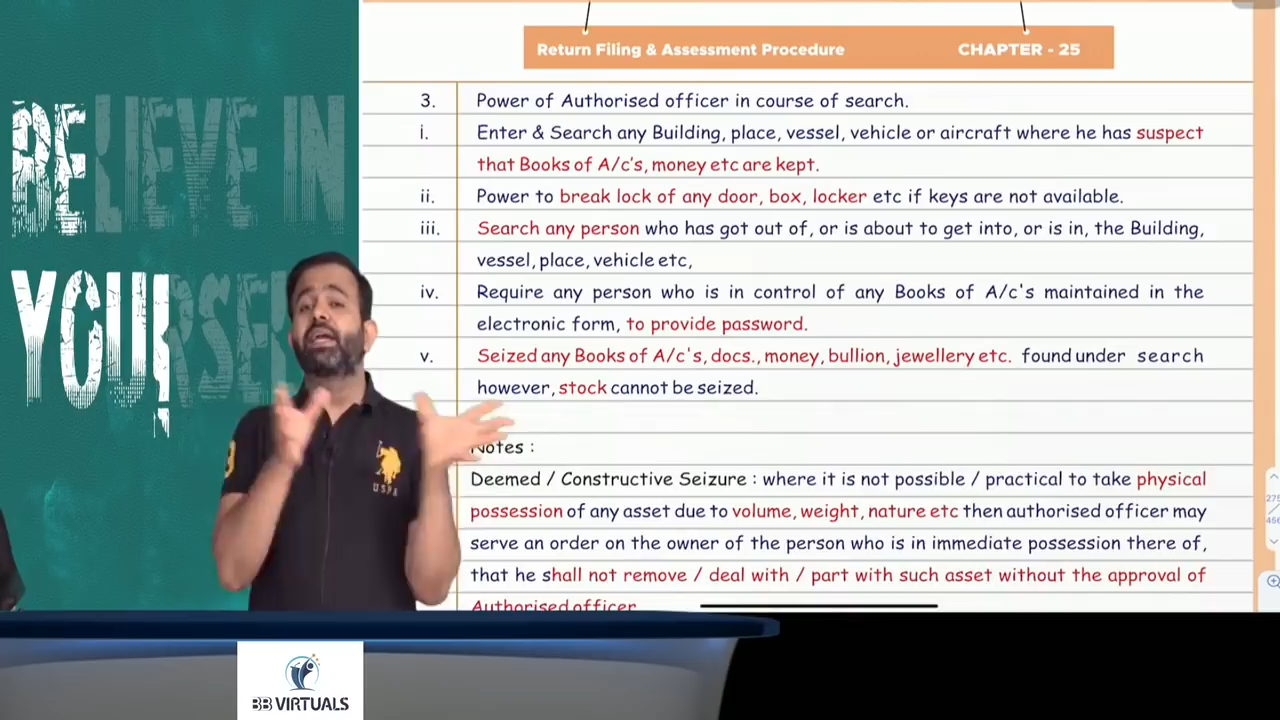 BELIEVE IN
YOURSE
USPA
BB VIRTUALS
Return Filing & Assessment Procedure CHAPTER - 25
3. Power of Authorised officer in course of search.
i. Enter & Search any Building, place, vessel, vehicle or aircraft where he has suspect
that Books of A/c's, money etc are kept.
ii. Power to break lock of any door, box, locker etc if keys are not available.
iii. Search any person who has got out of, or is about to get into, or is in, the Building,
vessel, place, vehicle etc,
iv. Require any person who is in control of any Books of A/c's maintained in the
electronic form, to provide password.
v. Seized any Books of A/c's, docs., money, bullion, jewellery etc. found under search
however, stock cannot be seized.
Notes :
Deemed / Constructive Seizure : where it is not possible / practical to take physical
possession of any asset due to volume, weight, nature etc then authorised officer may
serve an order on the owner of the person who is in immediate possession there of,
that he shall not remove / deal with / part with such asset without the approval of
Authorised officer
275
456